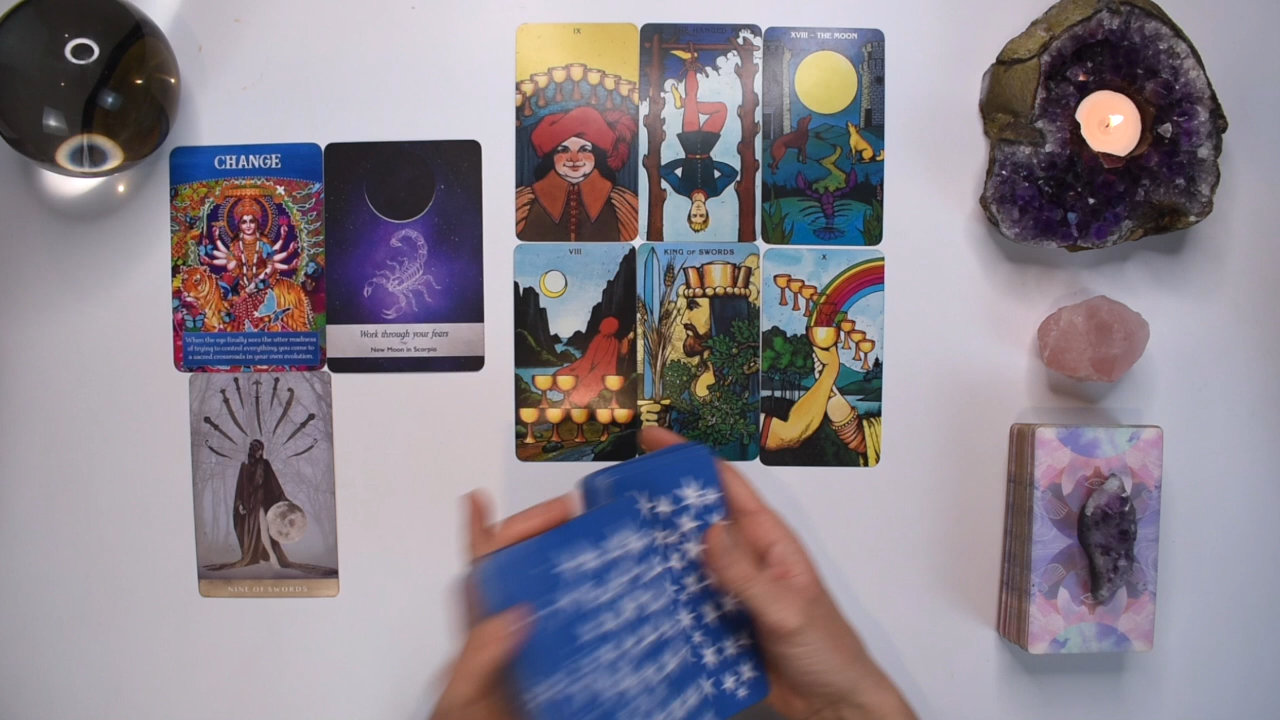 CHANGE
When the ego finally sees the utter madness
of trying to control everything, you come to
a sacred crossroads in your own evolution.
Work through your fears
New Moon in Scorpio
NINE OF SWORDS
IX
THE HANGED
XVIII - THE MOON
VIII
KING OF SWORDS
X